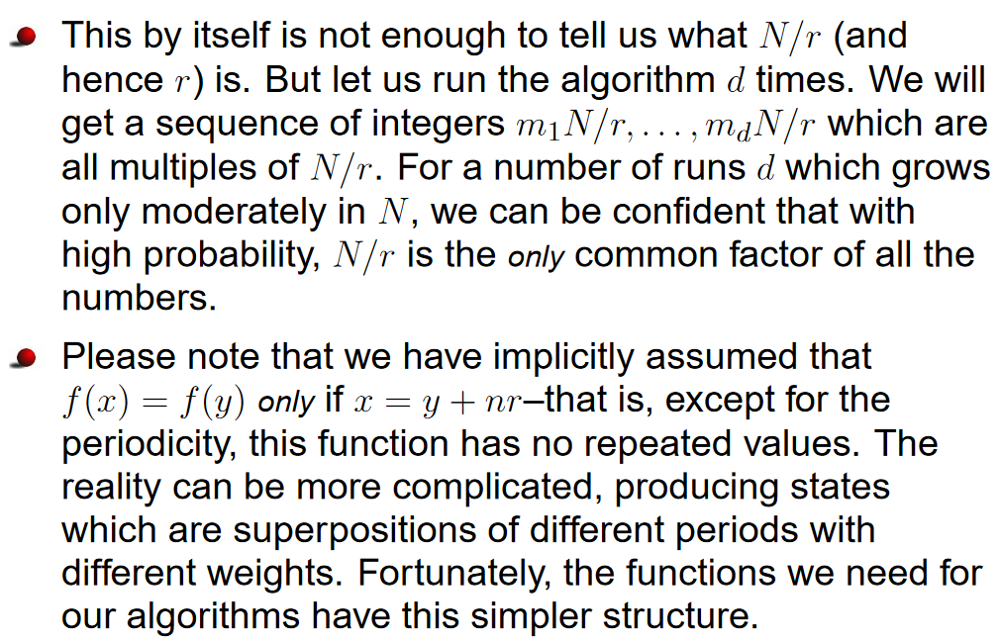 This by itself is not enough to tell us what N/r (and
hence r) is. But let us run the algorithm d times. We will
get a sequence of integers m₁N/r, . . . , m_dN/r which are
all multiples of N/r. For a number of runs d which grows
only moderately in N, we can be confident that with
high probability, N/r is the only common factor of all the
numbers.
Please note that we have implicitly assumed that
f(x) = f(y) only if x = y + nr–that is, except for the
periodicity, this function has no repeated values. The
reality can be more complicated, producing states
which are superpositions of different periods with
different weights. Fortunately, the functions we need for
our algorithms have this simpler structure.